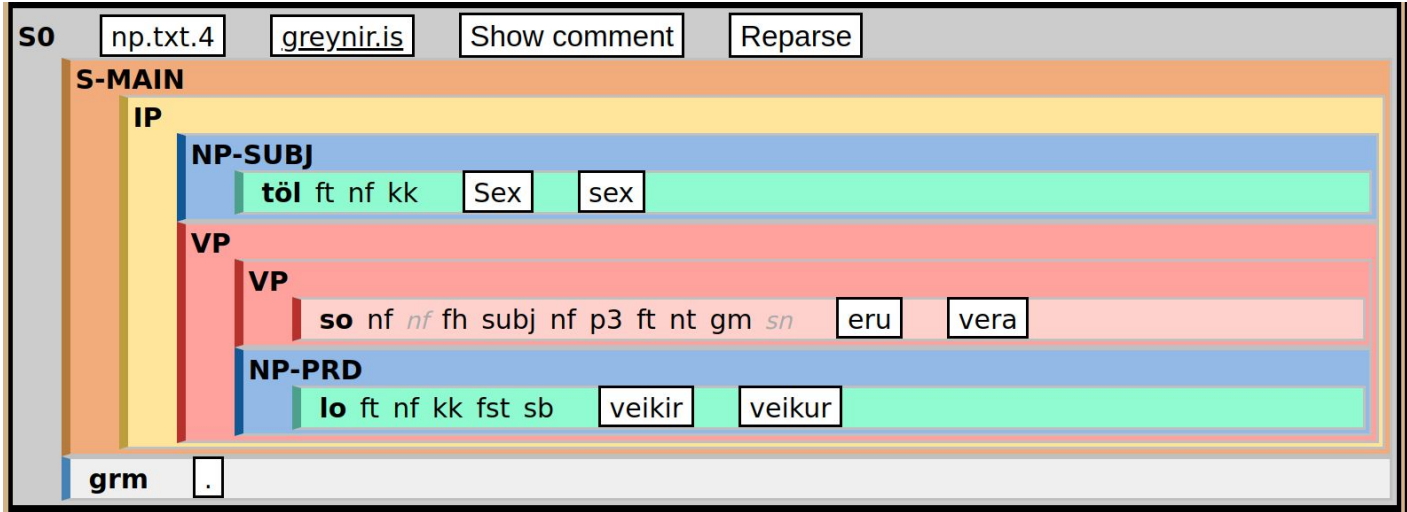 S0 np.txt.4 greynir.is Show comment Reparse
S-MAIN
IP
NP-SUBJ
töl ft nf kk Sex sex
VP
VP
so nf nf fh subj nf p3 ft nt gm sn eru vera
NP-PRD
lo ft nf kk fst sb veikir veikur
grm .